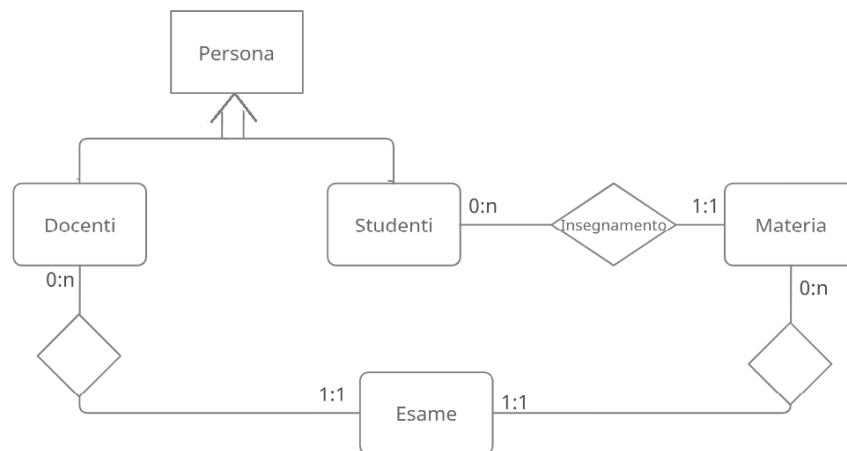 Persona
Docenti
Studenti
0:n
Insegnamento
1:1
Materia
0:n
0:n
1:1
Esame
1:1